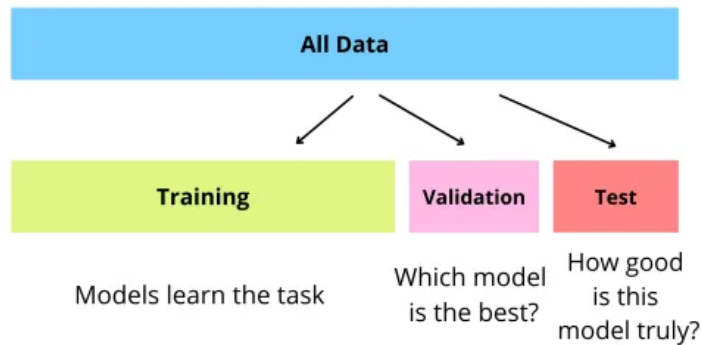 All Data
Training
Validation
Test
Models learn the task
Which model
is the best?
How good
is this
model truly?